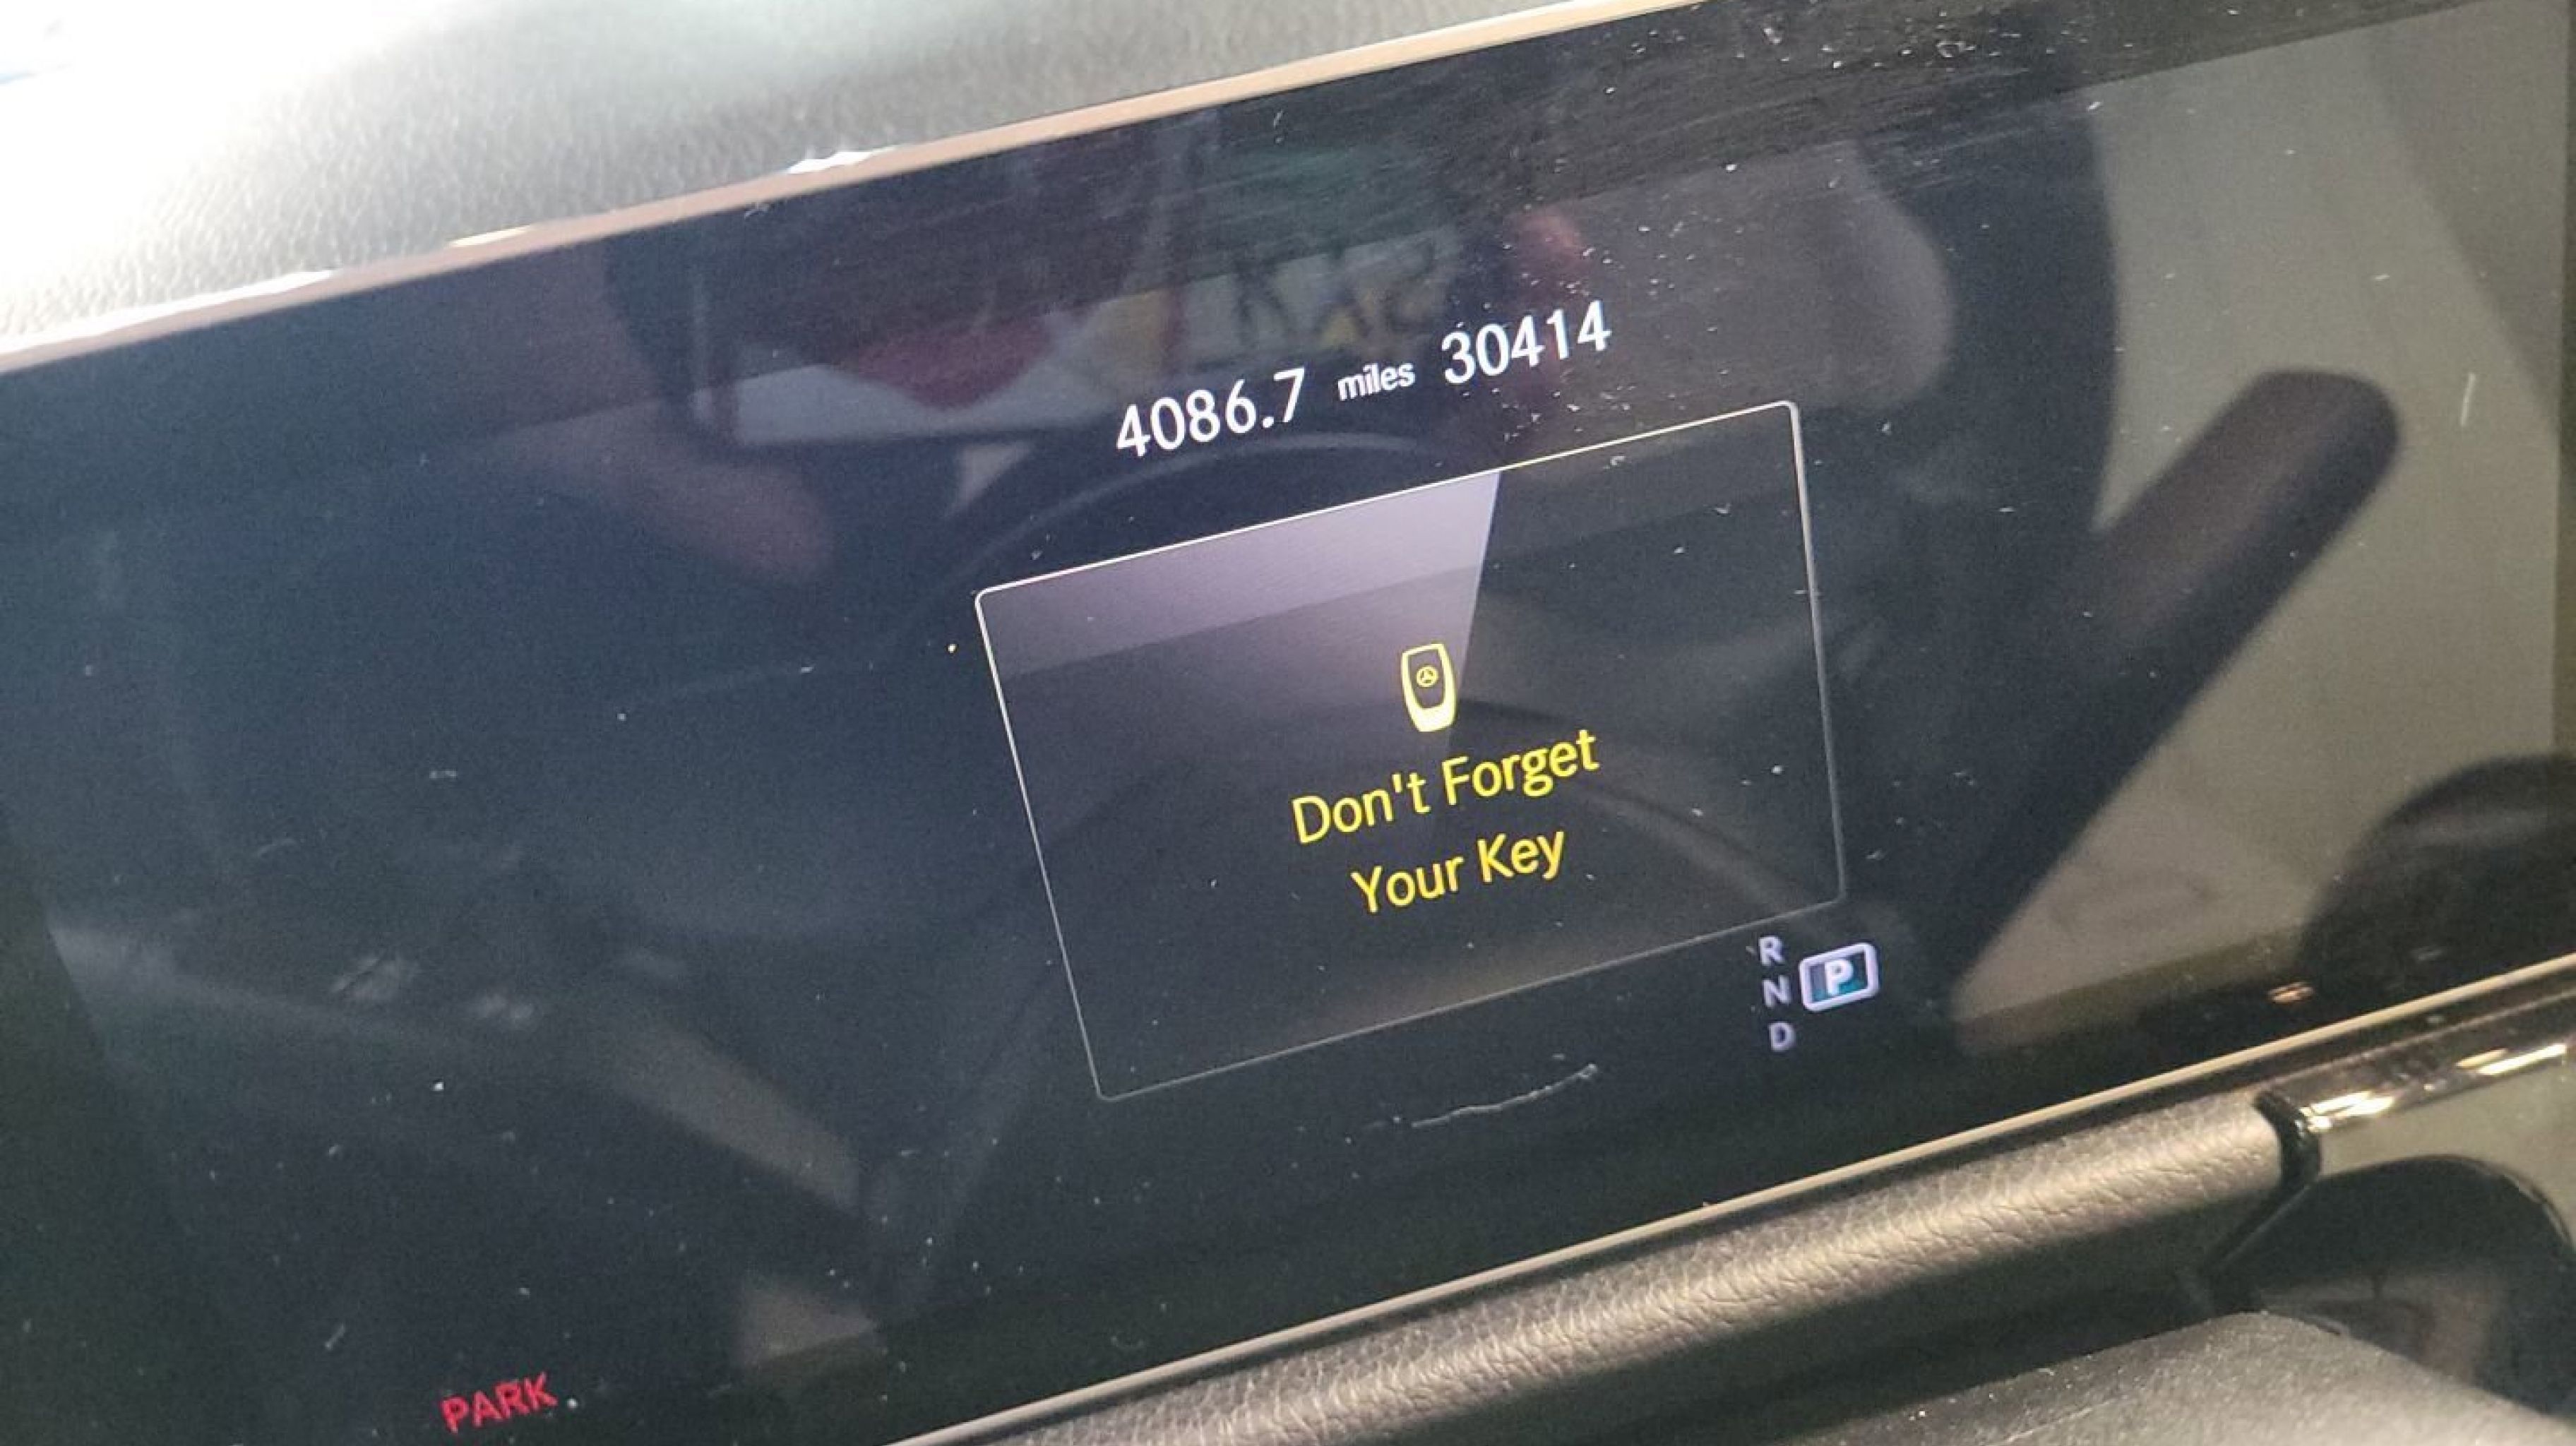 4086.7 miles 30414
Don't Forget
Your Key
R
N P
D
PARK